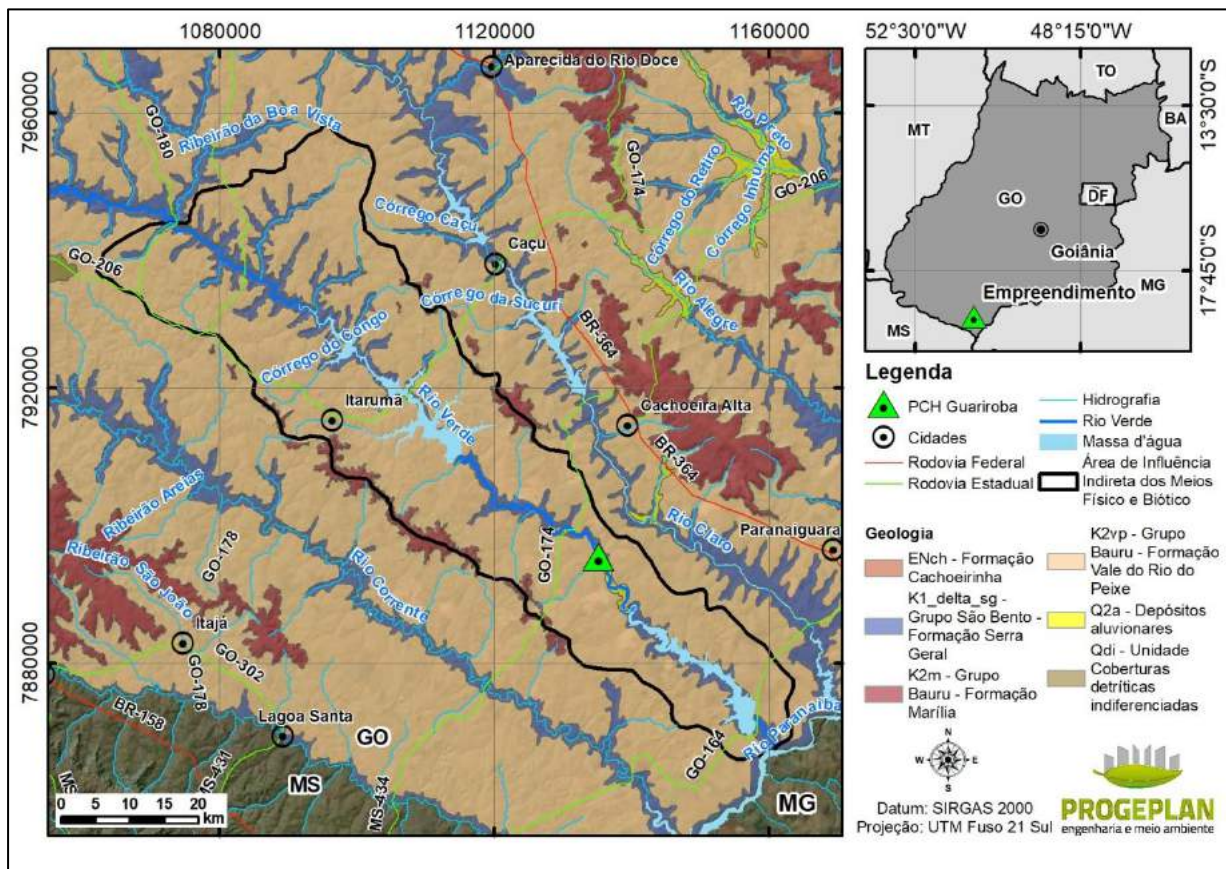 1080000
1120000
1160000
7960000
7920000
7880000
Aparecida do Rio Doce
Ribeirão da Boa Vista
GO-180
Rio Preto
GO-174
Córrego do Retiro
Córrego Inhuma
GO-206
Córrego Caçu
Caçu
GO-206
Córrego da Sucuri
Rio Alegre
Córrego do Congo
BR-364
Itarumã
Rio Verde
Cachoeira Alta
BR-364
Ribeirão Areias
Paranaiguara
GO-178
GO-174
Rio Claro
Ribeirão São João
Rio Corrente
Itajá
GO-302
GO-178
Lagoa Santa
GO
GO-164
Rio Paranaíba
BR-158
MS-431
MS
MS-434
MS
MG
0 5 10 15 20
km
52°30'0"W
48°15'0"W
13°30'0"S
17°45'0"S
TO
BA
MT
GO
DF
Goiânia
MG
Empreendimento
MS
Legenda
PCH Guariroba
Cidades
Rodovia Federal
Rodovia Estadual
Hidrografia
Rio Verde
Massa d'água
Área de Influência
Indireta dos Meios
Físico e Biótico
Geologia
ENch - Formação
Cachoeirinha
K1_delta_sg -
Grupo São Bento -
Formação Serra
Geral
K2m - Grupo
Bauru - Formação
Marília
K2vp - Grupo
Bauru - Formação
Vale do Rio do
Peixe
Q2a - Depósitos
aluvionares
Qdi - Unidade
Coberturas
detríticas
indiferenciadas
N
W
E
S
Datum: SIRGAS 2000
Projeção: UTM Fuso 21 Sul
PROGEPLAN
engenharia e meio ambiente